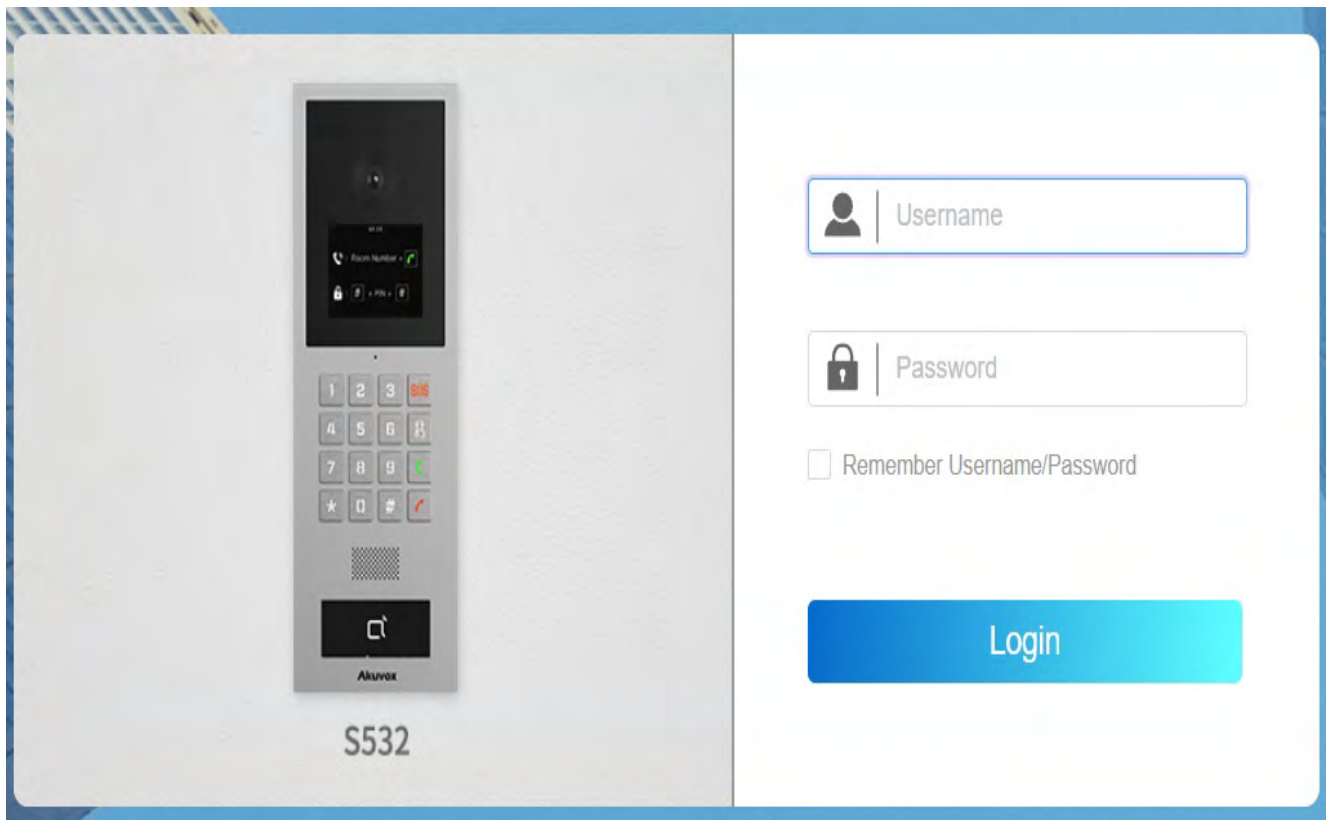 Room Number +
# + PIN + #
1 2 3 SOS
4 5 6
7 8 9
* 0 #
Akuvox
S532
Username
Password
Remember Username/Password
Login